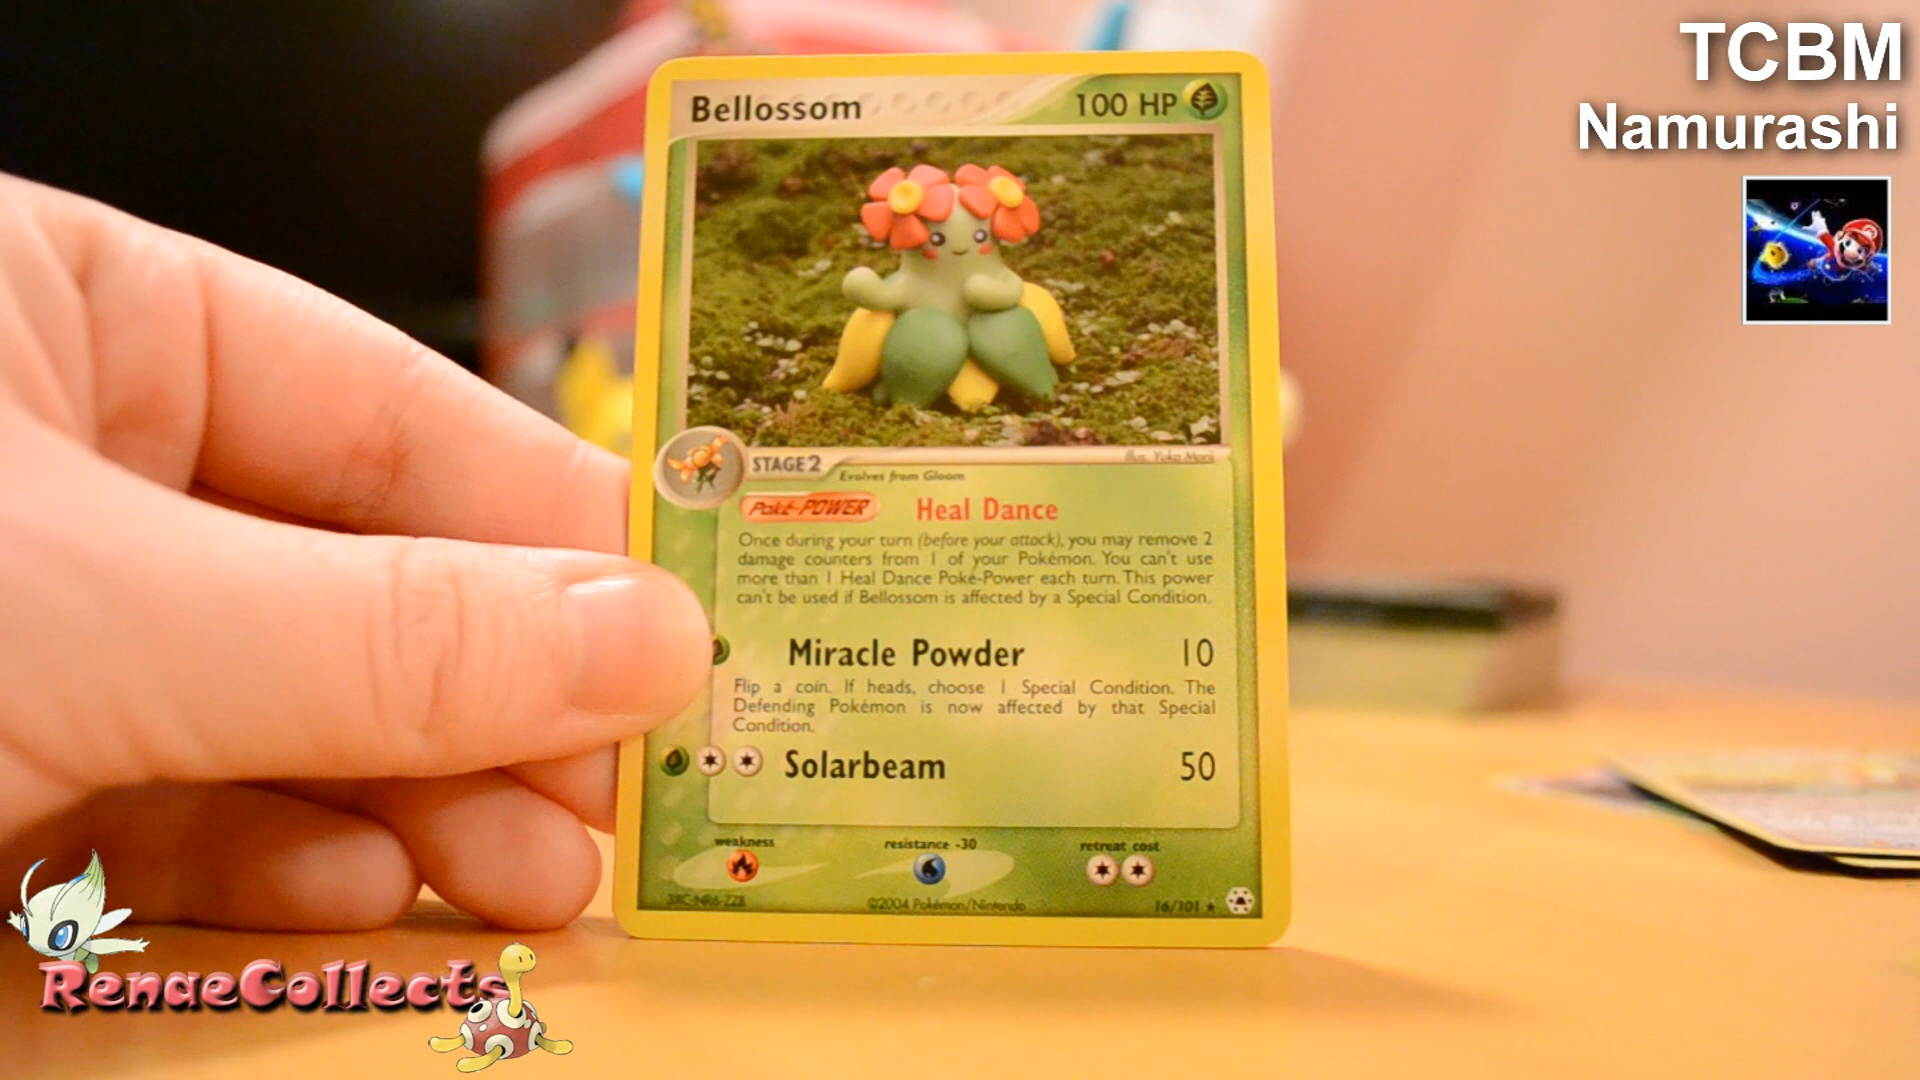 TCBM
Namurashi
Bellossom 100 HP
STAGE 2
Evolves from Gloom
Illus. Yuka Morii
Poké-POWER Heal Dance
Once during your turn (before your attack), you may remove 2
damage counters from 1 of your Pokémon. You can't use
more than 1 Heal Dance Poké-Power each turn. This power
can't be used if Bellossom is affected by a Special Condition.
Miracle Powder 10
Flip a coin. If heads, choose 1 Special Condition. The
Defending Pokémon is now affected by that Special
Condition.
Solarbeam 50
weakness resistance -30 retreat cost
©2004 Pokémon/Nintendo 16/101
RenaeCollects